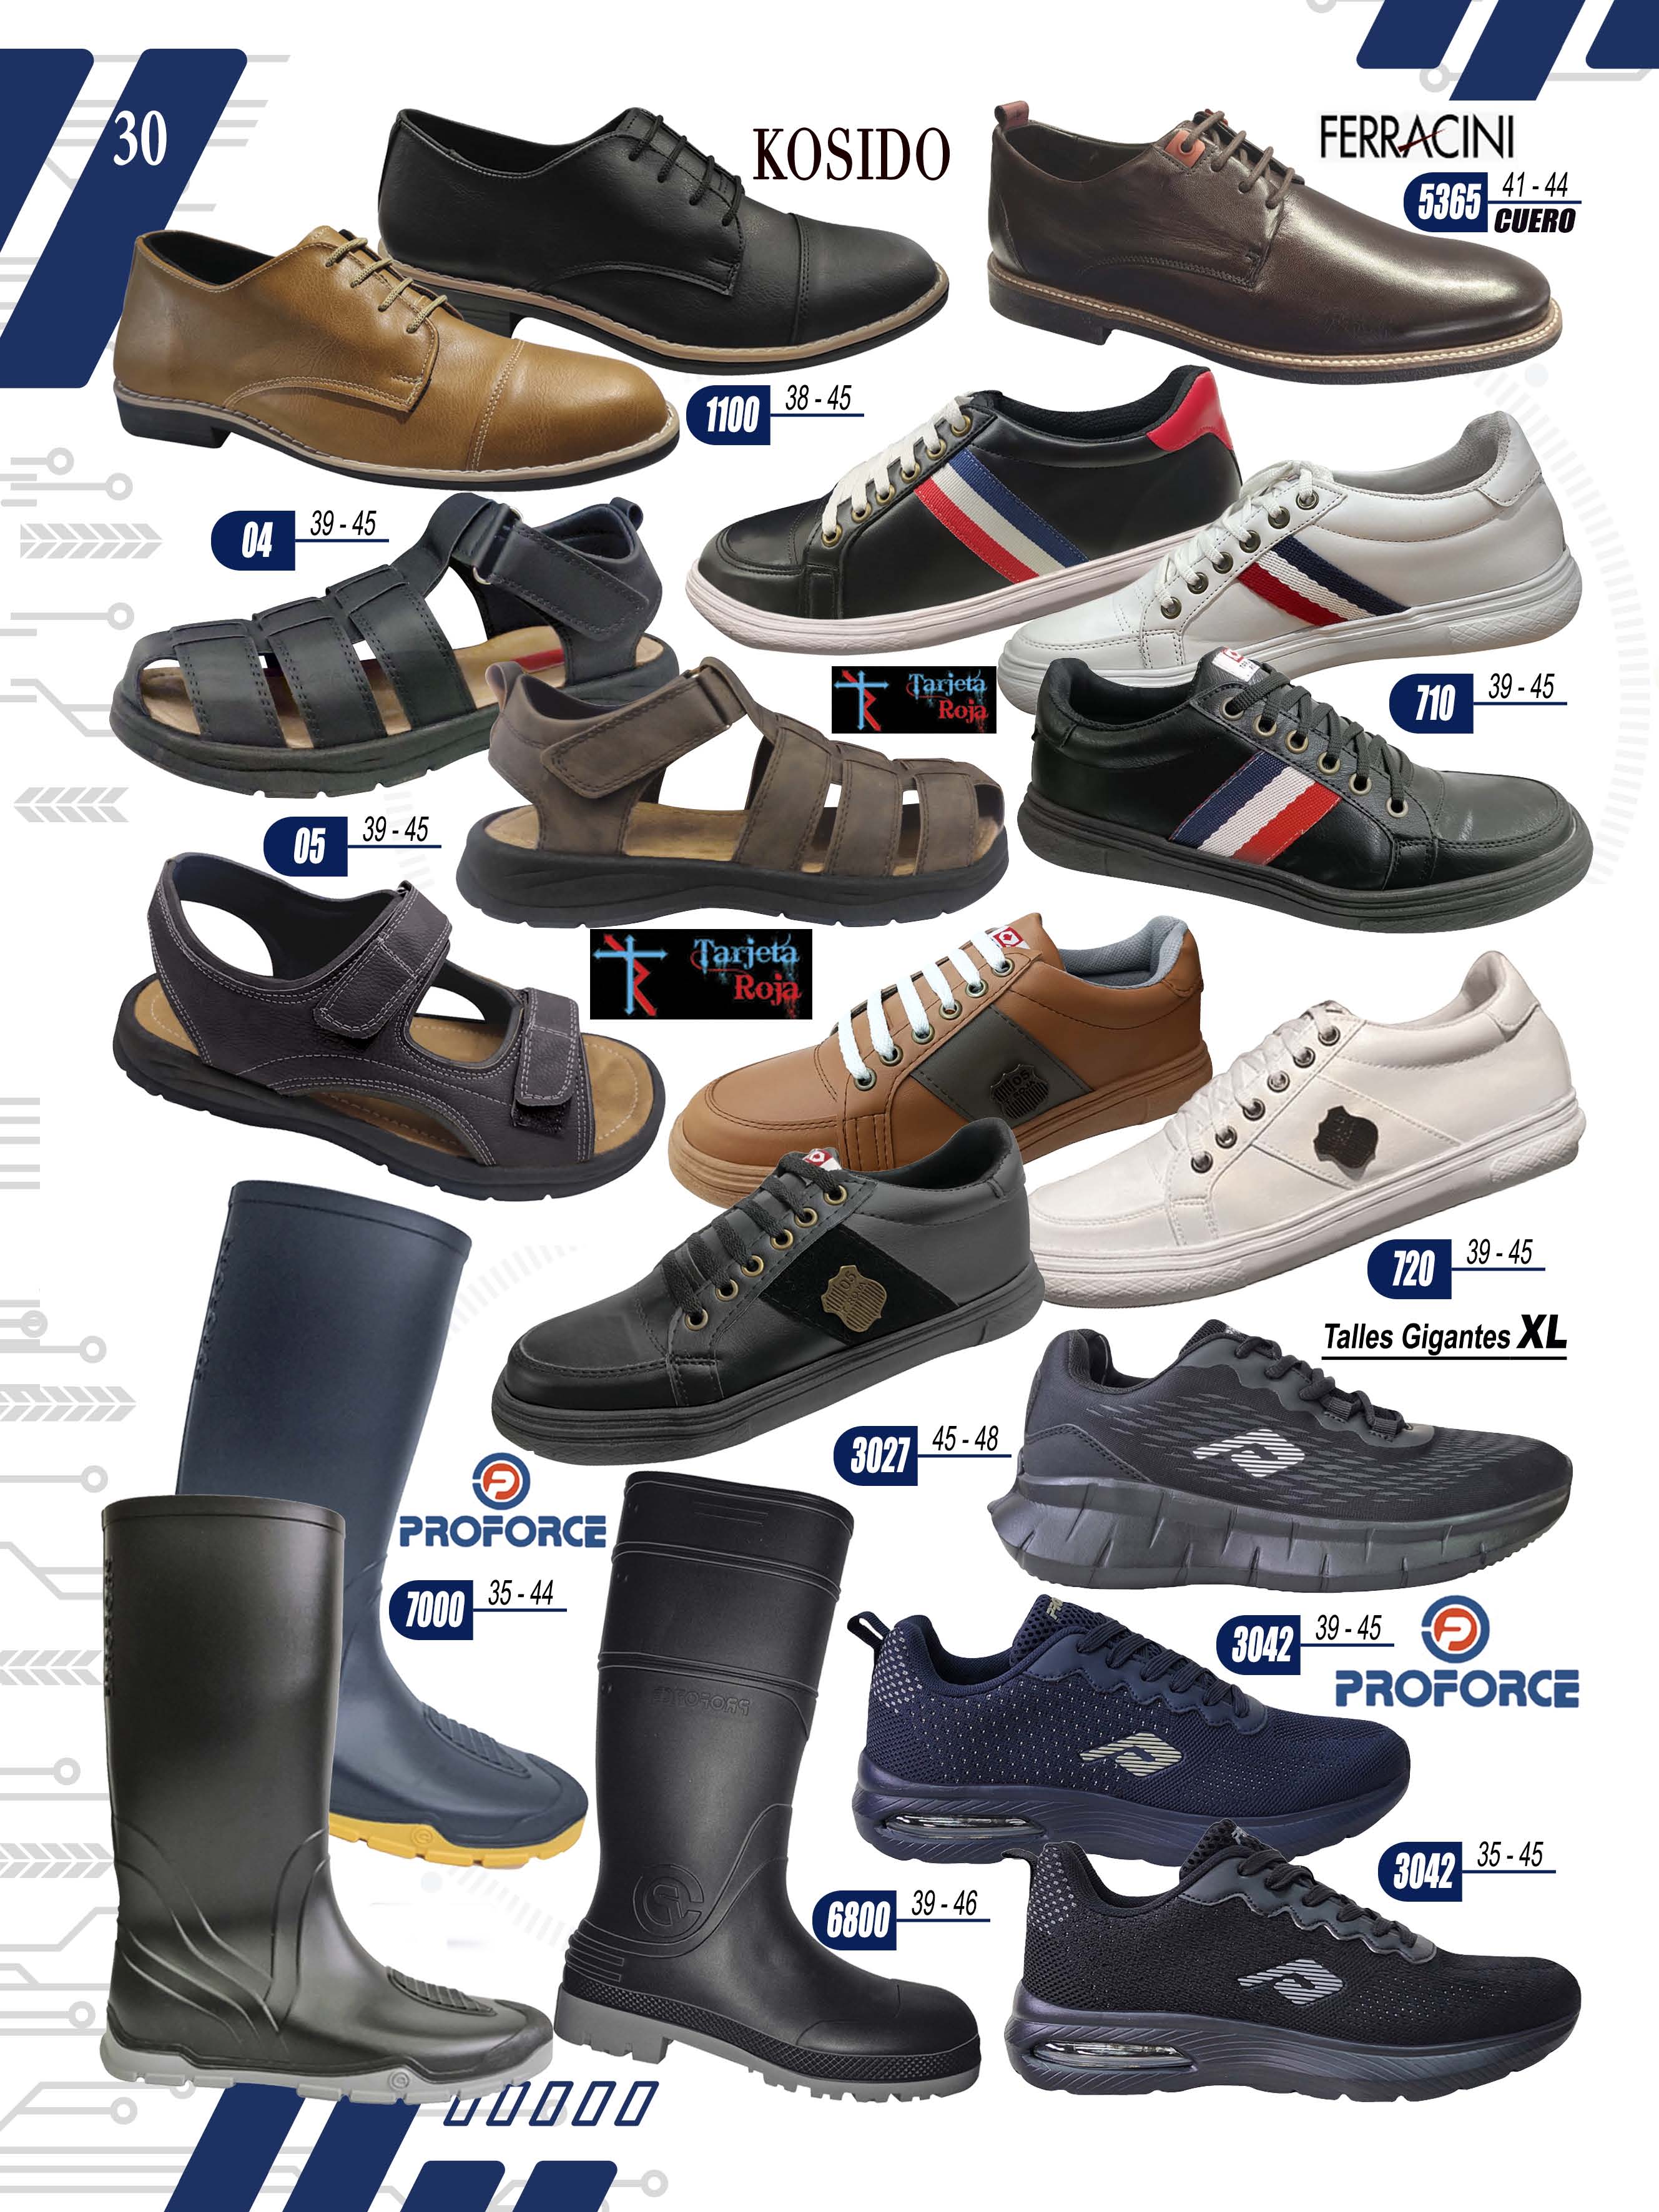 30
KOSIDO
FERRACINI
5365 41 - 44
CUERO
1100 38 - 45
04 39 - 45
Tarjeta
Roja
710 39 - 45
05 39 - 45
Tarjeta
Roja
720 39 - 45
Talles Gigantes XL
3027 45 - 48
PROFORCE
7000 35 - 44
3042 39 - 45
PROFORCE
PROFORCE
3042 35 - 45
6800 39 - 46